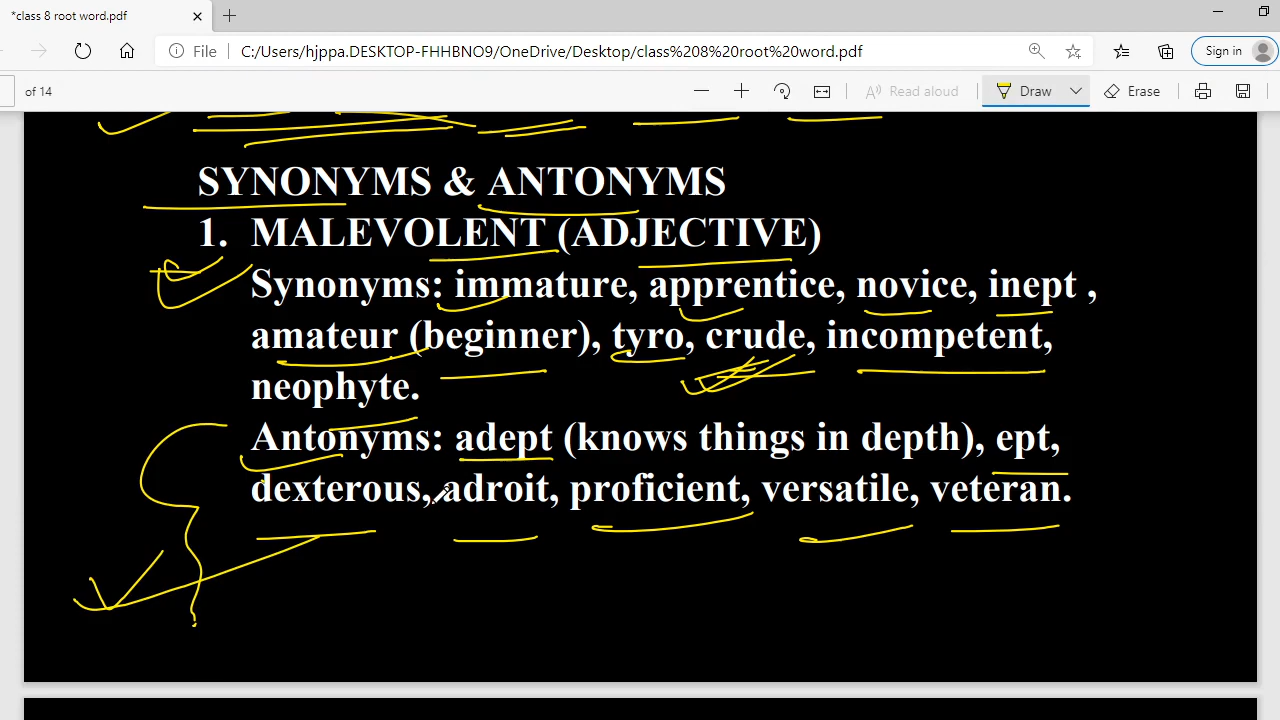 *class 8 root word.pdf
File
C:/Users/hjppa.DESKTOP-FHHBNO9/OneDrive/Desktop/class%208%20root%20word.pdf
Sign in
of 14
Read aloud
Draw
Erase
SYNONYMS & ANTONYMS
1. MALEVOLENT (ADJECTIVE)
Synonyms: immature, apprentice, novice, inept ,
amateur (beginner), tyro, crude, incompetent,
neophyte.
Antonyms: adept (knows things in depth), ept,
dexterous, adroit, proficient, versatile, veteran.